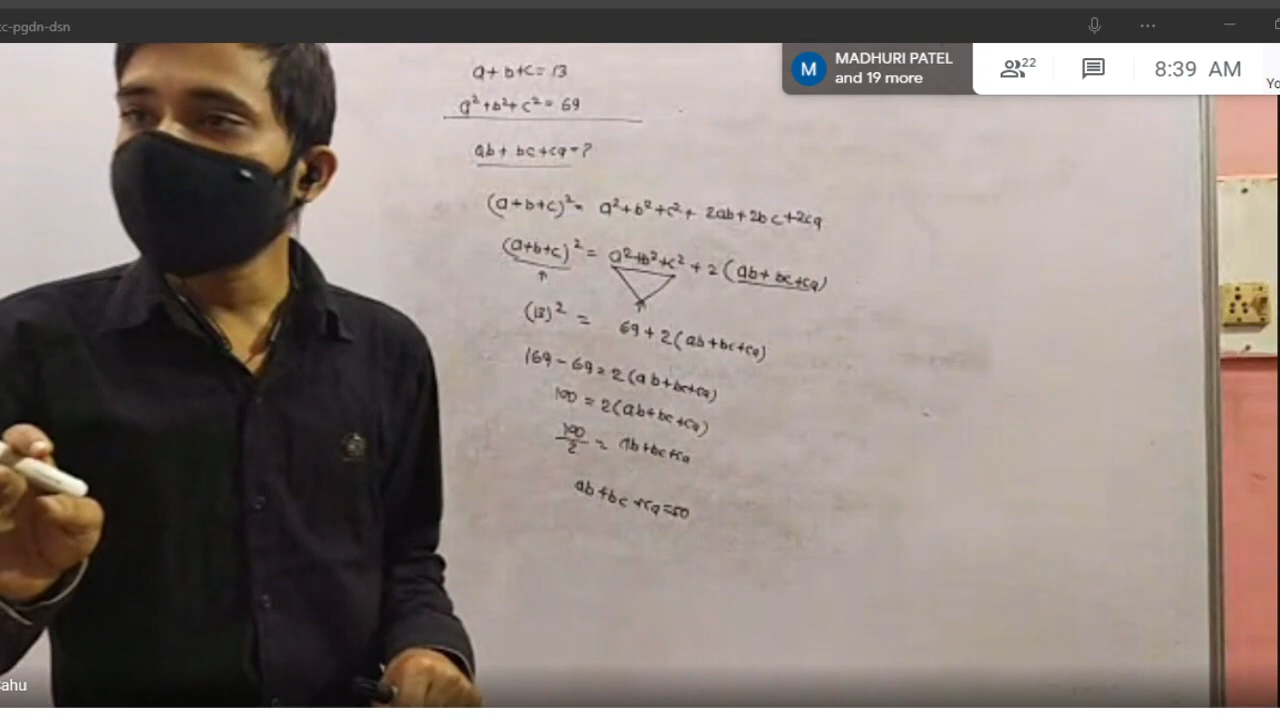 c-pgdn-dsn
MADHURI PATEL
and 19 more
22
8:39 AM
Yo
a+b+c=13
a²+b²+c²=69
ab+bc+ca=?
(a+b+c)²= a²+b²+c²+ 2ab+2bc+2ca
(a+b+c)²= a²+b²+c²+2(ab+bc+ca)
(13)² = 69+2(ab+bc+ca)
169-69=2(ab+bc+ca)
100=2(ab+bc+ca)
100/2 = ab+bc+ca
ab+bc+ca=50
ahu
M